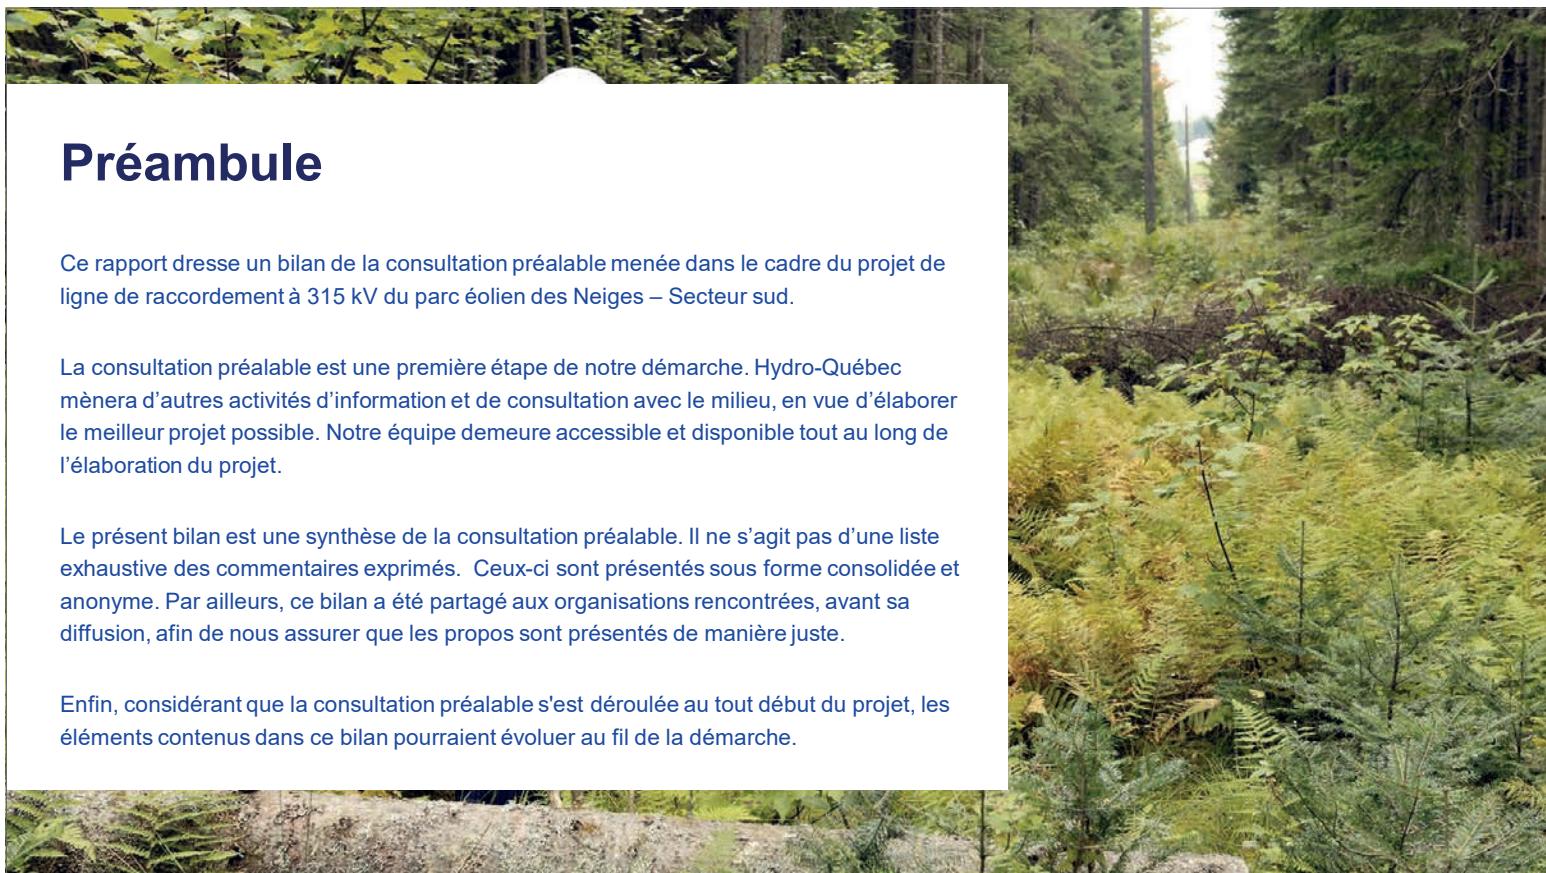 Préambule
Ce rapport dresse un bilan de la consultation préalable menée dans le cadre du projet de
ligne de raccordement à 315 kV du parc éolien des Neiges – Secteur sud.
La consultation préalable est une première étape de notre démarche. Hydro-Québec
mènera d’autres activités d’information et de consultation avec le milieu, en vue d’élaborer
le meilleur projet possible. Notre équipe demeure accessible et disponible tout au long de
l’élaboration du projet.
Le présent bilan est une synthèse de la consultation préalable. Il ne s’agit pas d’une liste
exhaustive des commentaires exprimés.  Ceux-ci sont présentés sous forme consolidée et
anonyme. Par ailleurs, ce bilan a été partagé aux organisations rencontrées, avant sa
diffusion, afin de nous assurer que les propos sont présentés de manière juste.
Enfin, considérant que la consultation préalable s'est déroulée au tout début du projet, les
éléments contenus dans ce bilan pourraient évoluer au fil de la démarche.